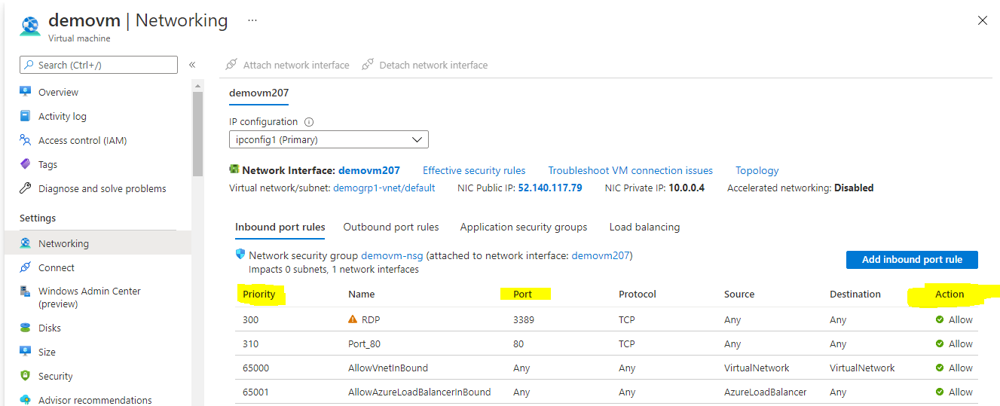 demovm | Networking ...
Virtual machine
Search (Ctrl+/) «
Overview
Activity log
Access control (IAM)
Tags
Diagnose and solve problems
Settings
Networking
Connect
Windows Admin Center
(preview)
Disks
Size
Security
Advisor recommendations
Attach network interface Detach network interface
demovm207
IP configuration
ipconfig1 (Primary)
Network Interface: demovm207 Effective security rules Troubleshoot VM connection issues Topology
Virtual network/subnet: demogrp1-vnet/default NIC Public IP: 52.140.117.79 NIC Private IP: 10.0.0.4 Accelerated networking: Disabled
Inbound port rules Outbound port rules Application security groups Load balancing
Network security group demovm-nsg (attached to network interface: demovm207)
Impacts 0 subnets, 1 network interfaces
Add inbound port rule
Priority Name Port Protocol Source Destination Action
300 RDP 3389 TCP Any Any Allow
310 Port_80 80 TCP Any Any Allow
65000 AllowVnetInBound Any Any VirtualNetwork VirtualNetwork Allow
65001 AllowAzureLoadBalancerInBound Any Any AzureLoadBalancer Any Allow